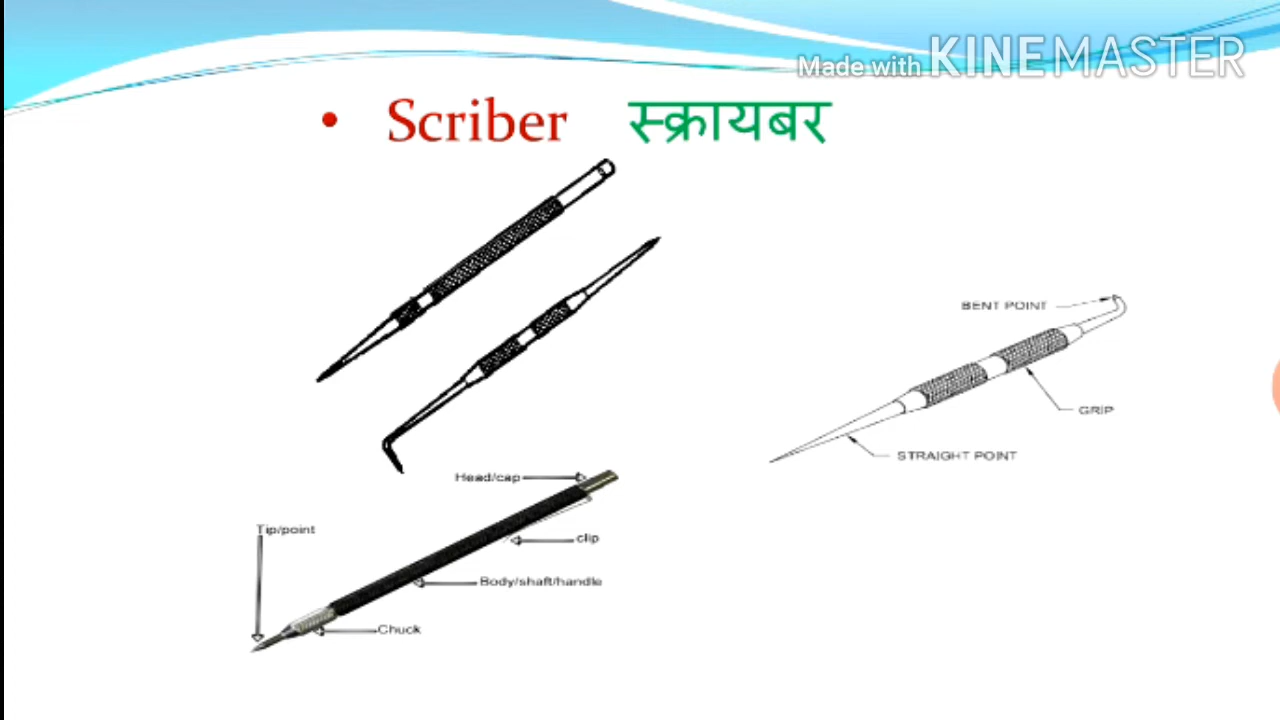 Made with KINEMASTER
• Scriber स्क्रायबर
BENT POINT
GRIP
STRAIGHT POINT
Head/cap
Tip/point
clip
Body/shaft/handle
Chuck